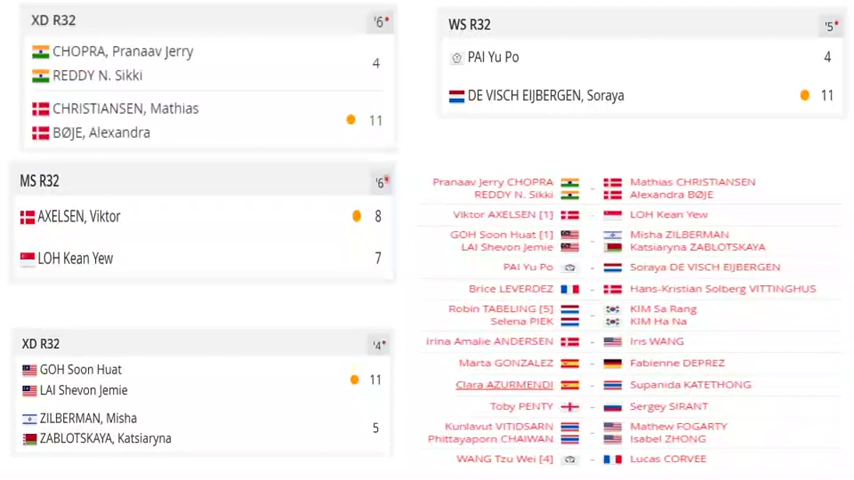 XD R32 '6•
CHOPRA, Pranaav Jerry
REDDY N. Sikki 4
CHRISTIANSEN, Mathias
BØJE, Alexandra 11
WS R32 '5•
PAI Yu Po 4
DE VISCH EIJBERGEN, Soraya 11
MS R32 '6•
AXELSEN, Viktor 8
LOH Kean Yew 7
XD R32 '4•
GOH Soon Huat
LAI Shevon Jemie 11
ZILBERMAN, Misha
ZABLOTSKAYA, Katsiaryna 5
Pranaav Jerry CHOPRA Mathias CHRISTIANSEN
REDDY N. Sikki - Alexandra BØJE
Viktor AXELSEN [1] - LOH Kean Yew
GOH Soon Huat [1] Misha ZILBERMAN
LAI Shevon Jemie - Katsiaryna ZABLOTSKAYA
PAI Yu Po - Soraya DE VISCH EIJBERGEN
Brice LEVERDEZ - Hans-Kristian Solberg VITTINGHUS
Robin TABELING [5] KIM Sa Rang
Selena PIEK - KIM Ha Na
Irina Amalie ANDERSEN - Iris WANG
Marta GONZALEZ - Fabienne DEPREZ
Clara AZURMENDI - Supanida KATETHONG
Toby PENTY - Sergey SIRANT
Kunlavut VITIDSARN Mathew FOGARTY
Phittayaporn CHAIWAN - Isabel ZHONG
WANG Tzu Wei [4] - Lucas CORVEE